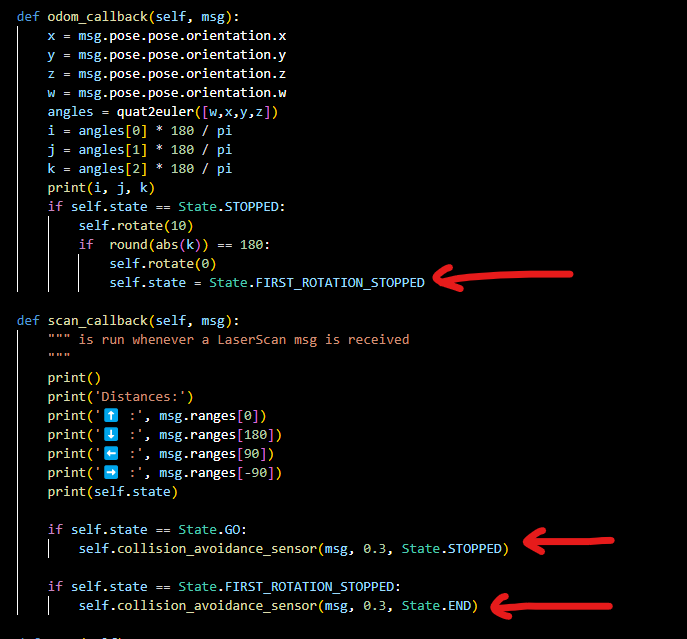 def odom_callback(self, msg):
    x = msg.pose.pose.orientation.x
    y = msg.pose.pose.orientation.y
    z = msg.pose.pose.orientation.z
    w = msg.pose.pose.orientation.w
    angles = quat2euler([w,x,y,z])
    i = angles[0] * 180 / pi
    j = angles[1] * 180 / pi
    k = angles[2] * 180 / pi
    print(i, j, k)
    if self.state == State.STOPPED:
        self.rotate(10)
        if  round(abs(k)) == 180:
            self.rotate(0)
            self.state = State.FIRST_ROTATION_STOPPED
def scan_callback(self, msg):
    """ is run whenever a LaserScan msg is received
    """
    print()
    print('Distances:')
    print('⬆️ :', msg.ranges[0])
    print('⬇️ :', msg.ranges[180])
    print('⬅️ :', msg.ranges[90])
    print('➡️ :', msg.ranges[-90])
    print(self.state)
    if self.state == State.GO:
        self.collision_avoidance_sensor(msg, 0.3, State.STOPPED)
    if self.state == State.FIRST_ROTATION_STOPPED:
        self.collision_avoidance_sensor(msg, 0.3, State.END)